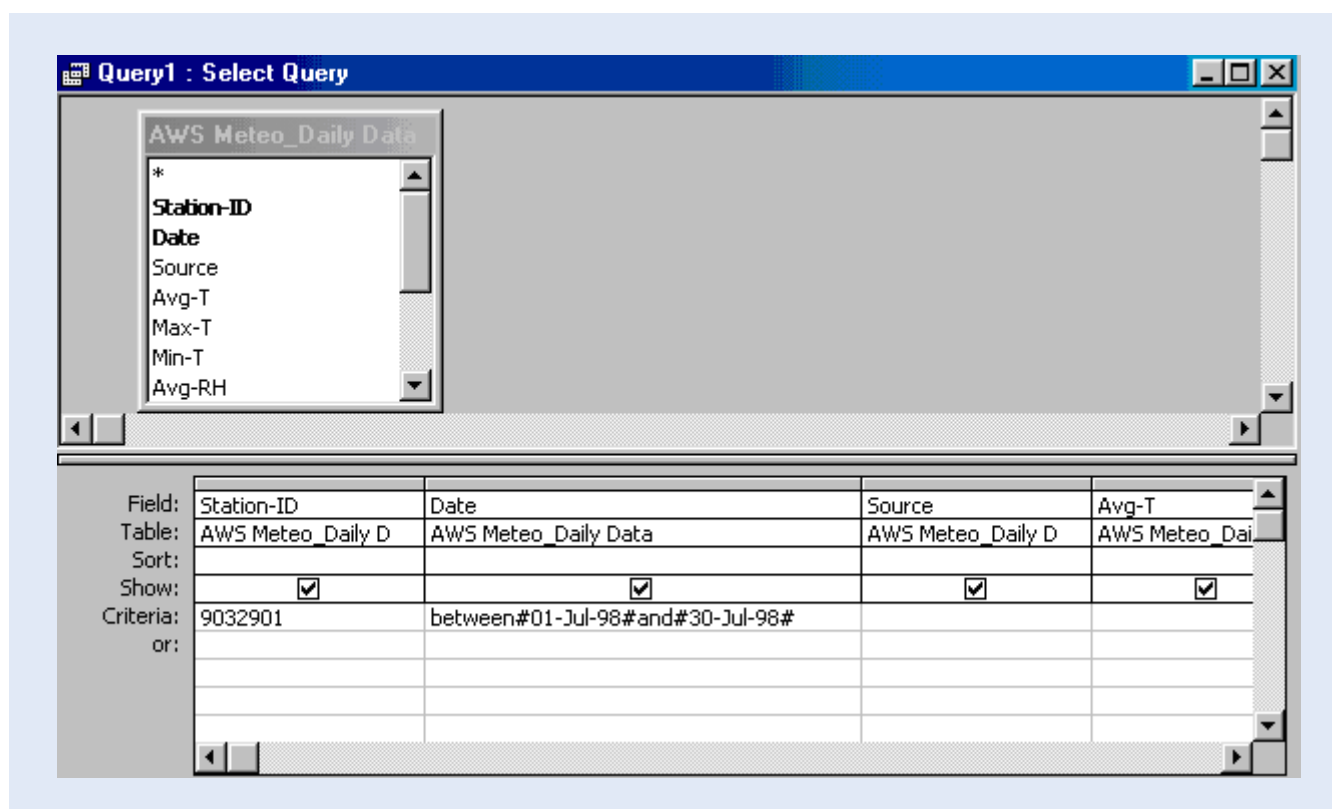 Query1 : Select Query
AWS Meteo_Daily Data
*
Station-ID
Date
Source
Avg-T
Max-T
Min-T
Avg-RH
Field: Station-ID Date Source Avg-T
Table: AWS Meteo_Daily D AWS Meteo_Daily Data AWS Meteo_Daily D AWS Meteo_Dai
Sort:
Show:
Criteria: 9032901 between#01-Jul-98#and#30-Jul-98#
or: